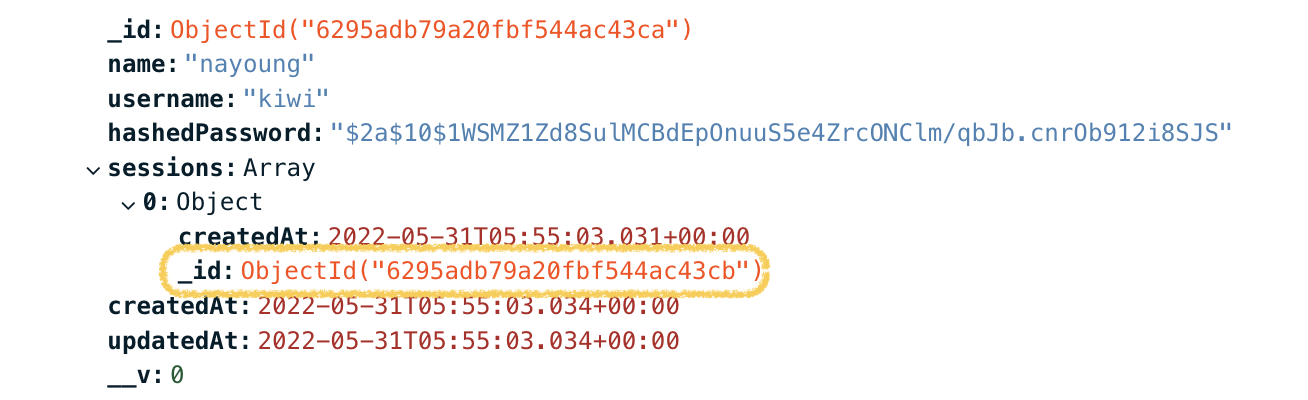 _id: ObjectId("6295adb79a20fbf544ac43ca")
name: "nayoung"
username: "kiwi"
hashedPassword: "$2a$10$1WSMZ1Zd8SulMCBdEpOnuuS5e4ZrcONClm/qbJb.cnrOb912i8SJS"
sessions: Array
0: Object
createdAt: 2022-05-31T05:55:03.031+00:00
_id: ObjectId("6295adb79a20fbf544ac43cb")
createdAt: 2022-05-31T05:55:03.034+00:00
updatedAt: 2022-05-31T05:55:03.034+00:00
__v: 0